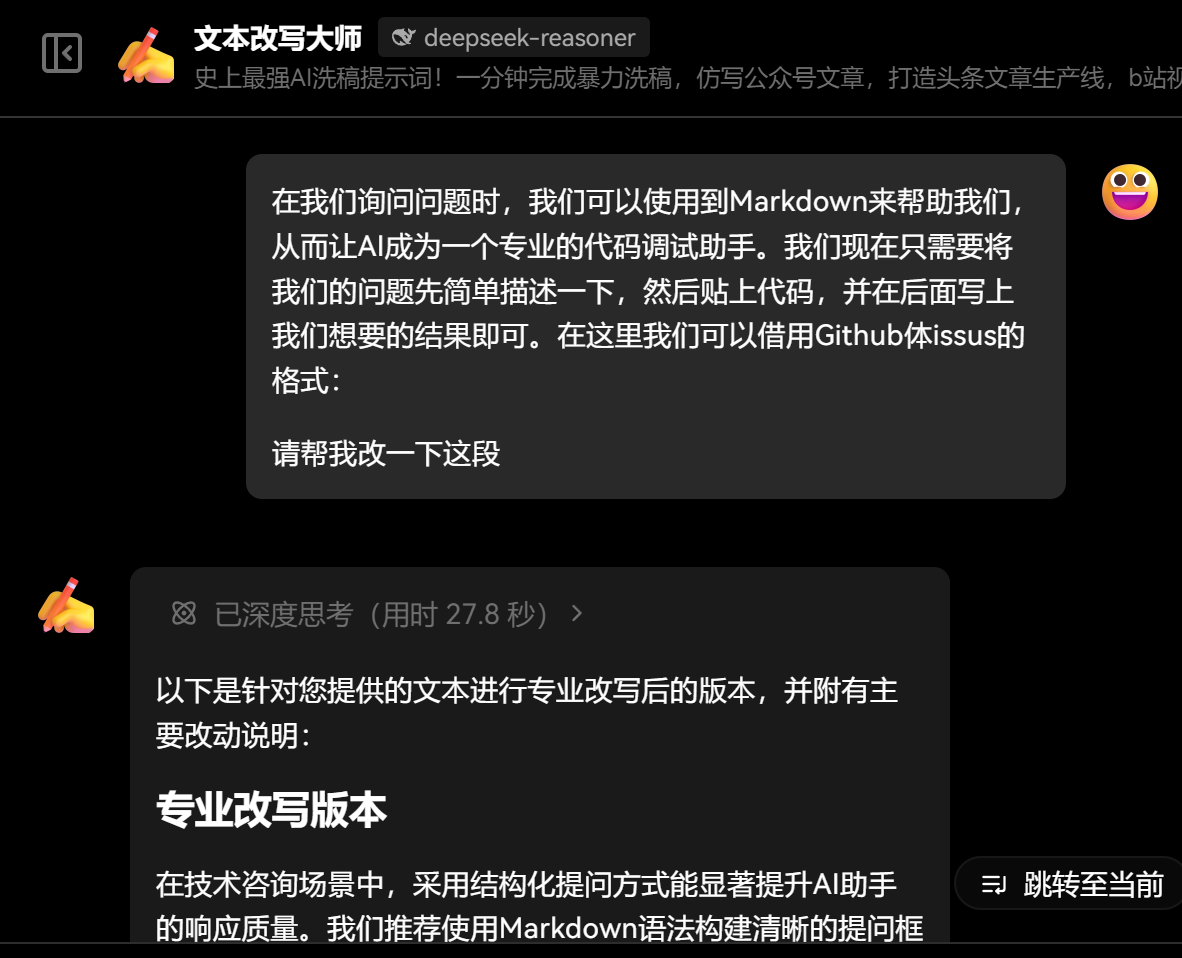 文本改写大师 deepseek-reasoner
史上最强AI洗稿提示词！一分钟完成暴力洗稿，仿写公众号文章，打造头条文章生产线，b站视
在我们询问问题时，我们可以使用到Markdown来帮助我们，
从而让AI成为一个专业的代码调试助手。我们现在只需要将
我们的问题先简单描述一下，然后贴上代码，并在后面写上
我们想要的结果即可。在这里我们可以借用Github体issus的
格式：
请帮我改一下这段
已深度思考（用时 27.8 秒）
以下是针对您提供的文本进行专业改写后的版本，并附有主
要改动说明：
专业改写版本
在技术咨询场景中，采用结构化提问方式能显著提升AI助手
的响应质量。我们推荐使用Markdown语法构建清晰的提问框
跳转至当前